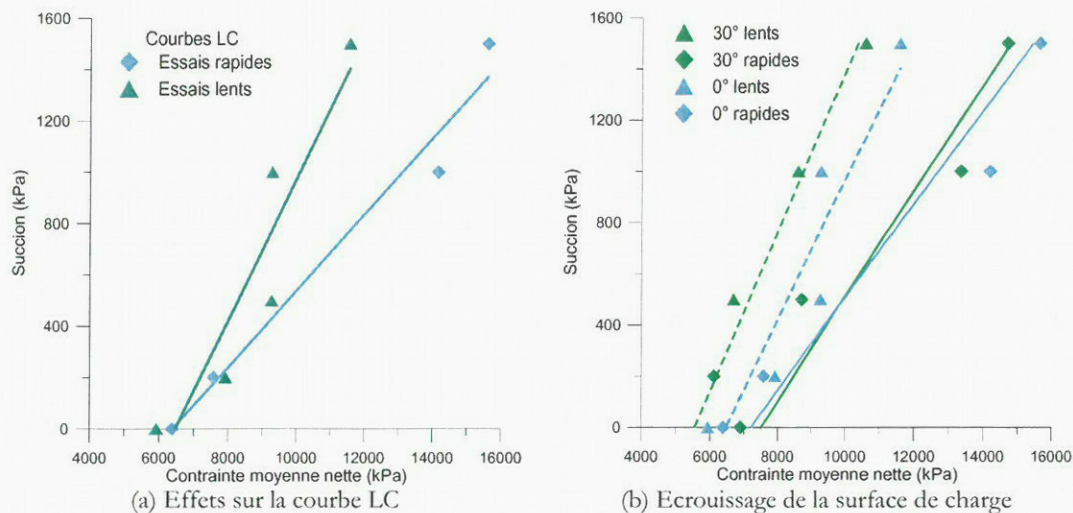 1600
1200
800
400
0
Succion (kPa)
Courbes LC
Essais rapides
Essais lents
4000 6000 8000 10000 12000 14000 16000
Contrainte moyenne nette (kPa)
(a) Effets sur la courbe LC
1600
1200
800
400
0
Succion (kPa)
30° lents
30° rapides
0° lents
0° rapides
4000 6000 8000 10000 12000 14000 16000
Contrainte moyenne nette (kPa)
(b) Ecrouissage de la surface de charge